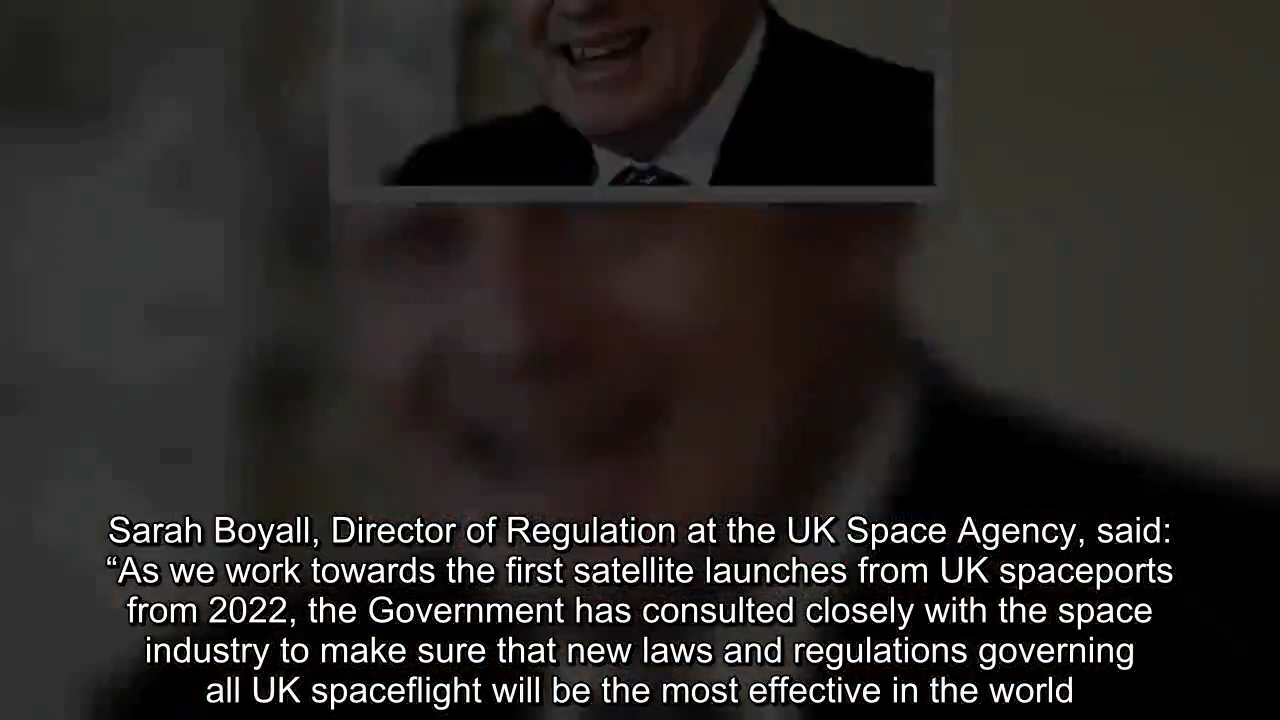 Sarah Boyall, Director of Regulation at the UK Space Agency, said:
“As we work towards the first satellite launches from UK spaceports
from 2022, the Government has consulted closely with the space
industry to make sure that new laws and regulations governing
all UK spaceflight will be the most effective in the world